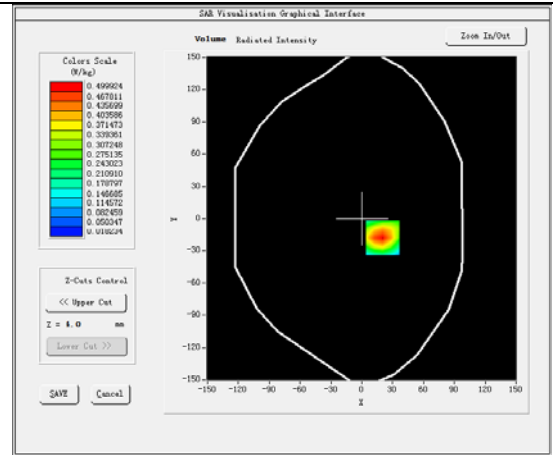 SAR Visualisation Graphical Interface
Volume Radiated Intensity
Zoom In/Out
Colors Scale
(W/kg)
0.499924
0.467811
0.435699
0.403586
0.371473
0.339361
0.307248
0.275135
0.243023
0.210910
0.178797
0.146685
0.114572
0.082459
0.050347
0.018234
150
120
90
60
30
0
-30
-60
-90
-120
-150
Y
-150 -120 -90 -60 -30 0 30 60 90 120 150
X
Z-Cuts Control
<< Upper Cut
Z = 4.0 mm
Lower Cut >>
SAVE Cancel